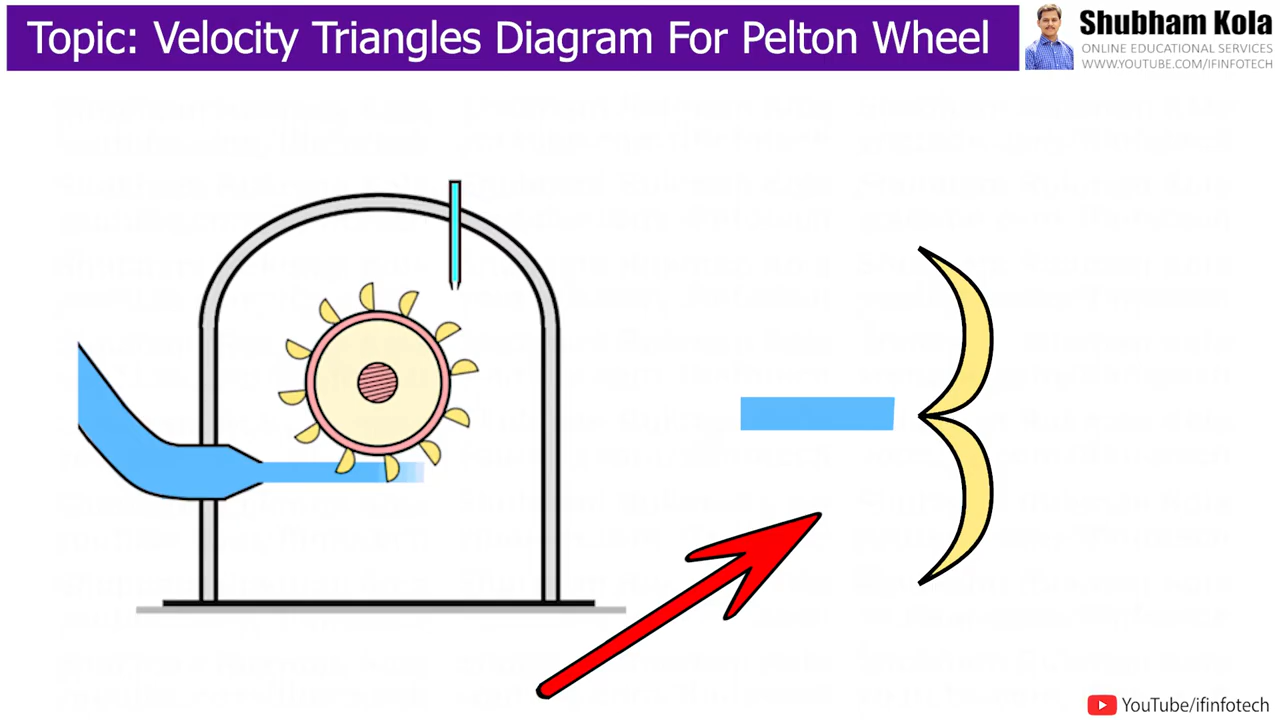 Topic: Velocity Triangles Diagram For Pelton Wheel
Shubham Kola
ONLINE EDUCATIONAL SERVICES
WWW.YOUTUBE.COM/IFINFOTECH
YouTube/ifinfotech